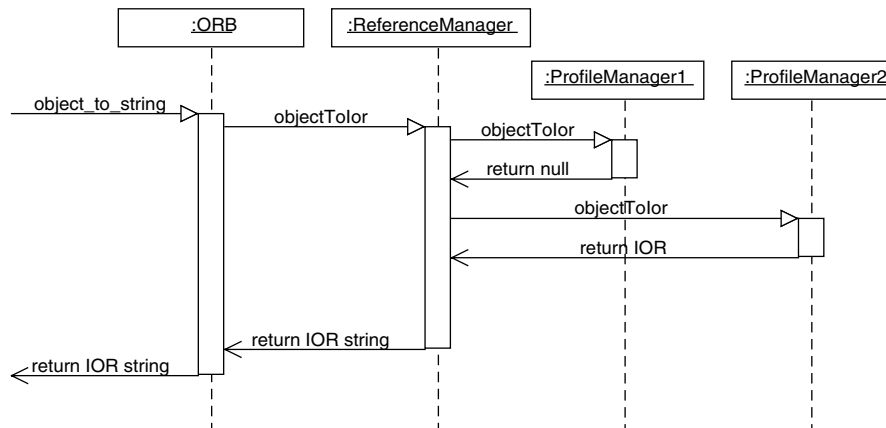 :ORB
:ReferenceManager
:ProfileManager1
:ProfileManager2
object_to_string
objectToIor
objectToIor
return null
objectToIor
return IOR
return IOR string
return IOR string